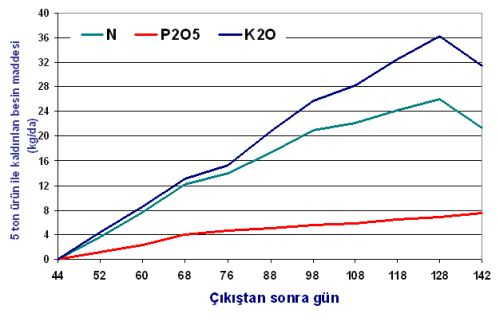 N P2O5 K2O
5 ton ürün ile kaldırılan besin maddesi
(kg/da)
40
36
32
28
24
20
16
12
8
4
0
44 52 60 68 76 88 98 108 118 128 142
Çıkıştan sonra gün